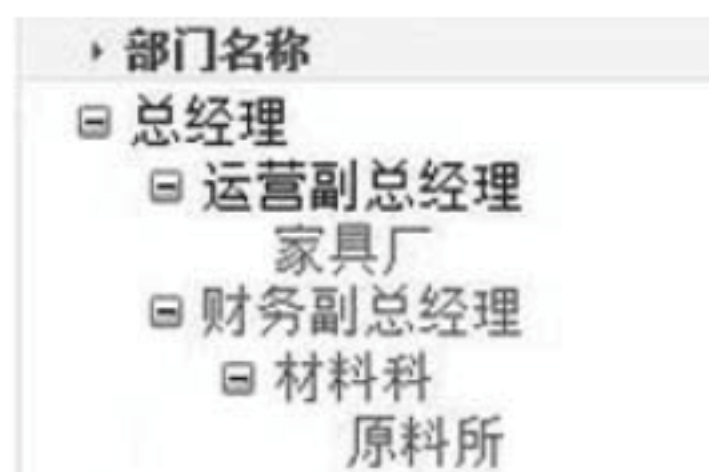 部门名称
总经理
运营副总经理
家具厂
财务副总经理
材料科
原料所